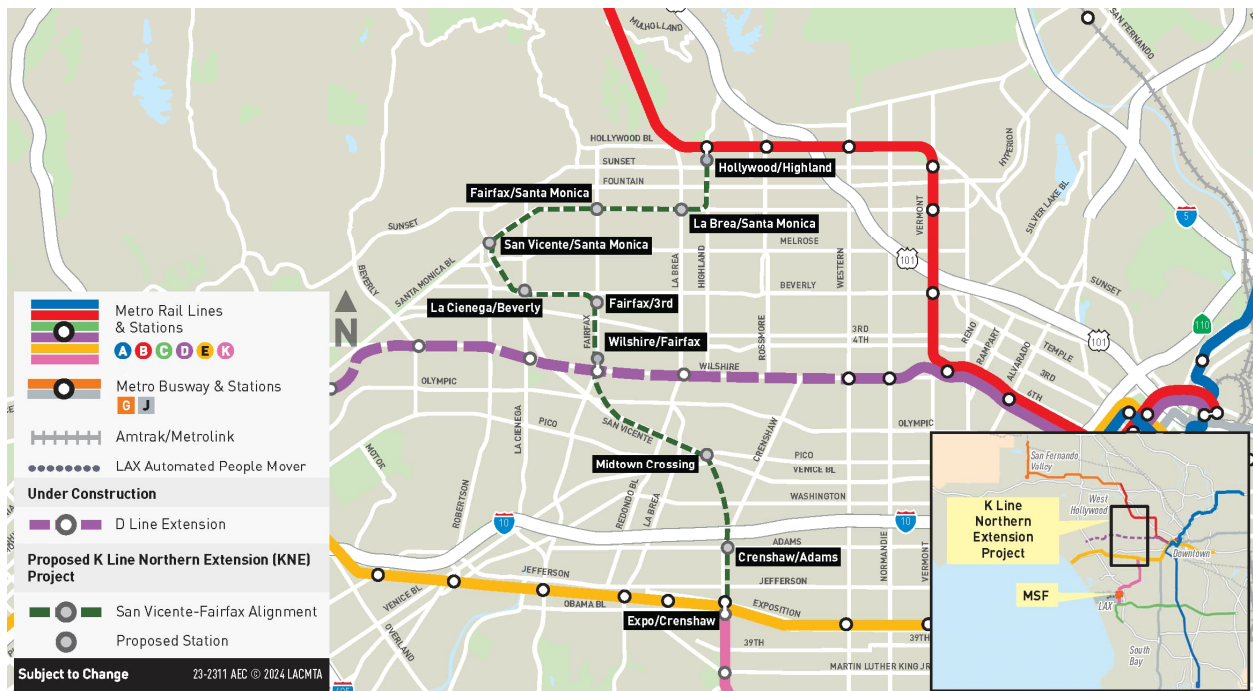 MULHOLLAND
101
SAN FERNANDO
HOLLYWOOD BL
SUNSET
Hollywood/Highland
FOUNTAIN
Fairfax/Santa Monica
HYPERION
SILVER LAKE BL
VERMONT
5
La Brea/Santa Monica
SUNSET
San Vicente/Santa Monica
MELROSE
WESTERN
101
LA BREA
HIGHLAND
BEVERLY
SANTA MONICA BL
BEVERLY
SUNSET
La Cienega/Beverly
Fairfax/3rd
FAIRFAX
Wilshire/Fairfax
ROSSMORE
3RD
4TH
RENO
RAMPART
ALVARADO
TEMPLE
3RD
6TH
101
110
WILSHIRE
OLYMPIC
LA CIENEGA
PICO
SAN VICENTE
CRENSHAW
OLYMPIC
MOTOR
Midtown Crossing
PICO
VENICE BL
WASHINGTON
ROBERTSON
REDONDO BL
LA BREA
10
10
ADAMS
Crenshaw/Adams
NORMANDIE
VERMONT
JEFFERSON
JEFFERSON
VENICE BL
OBAMA BL
EXPOSITION
Expo/Crenshaw
OVERLAND
39TH
39TH
MARTIN LUTHER KING JR
405
N
Metro Rail Lines
& Stations
A B C D E K
Metro Busway & Stations
G J
Amtrak/Metrolink
LAX Automated People Mover
Under Construction
D Line Extension
Proposed K Line Northern Extension (KNE)
Project
San Vicente-Fairfax Alignment
Proposed Station
Subject to Change
23-2311 AEC © 2024 LACMTA
San Fernando
Valley
West
Hollywood
K Line
Northern
Extension
Project
Downtown
MSF
LAX
South
Bay